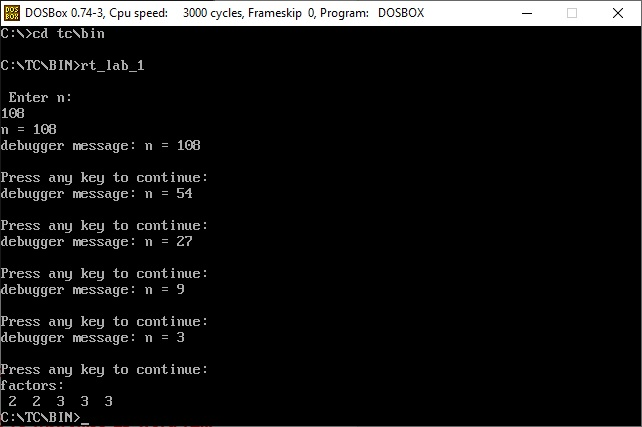 DOS
BOX
DOSBox 0.74-3, Cpu speed: 3000 cycles, Frameskip 0, Program: DOSBOX
C:\>cd tc\bin
C:\TC\BIN>rt_lab_1
Enter n:
108
n = 108
debugger message: n = 108
Press any key to continue:
debugger message: n = 54
Press any key to continue:
debugger message: n = 27
Press any key to continue:
debugger message: n = 9
Press any key to continue:
debugger message: n = 3
Press any key to continue:
factors:
2 2 3 3 3
C:\TC\BIN>_